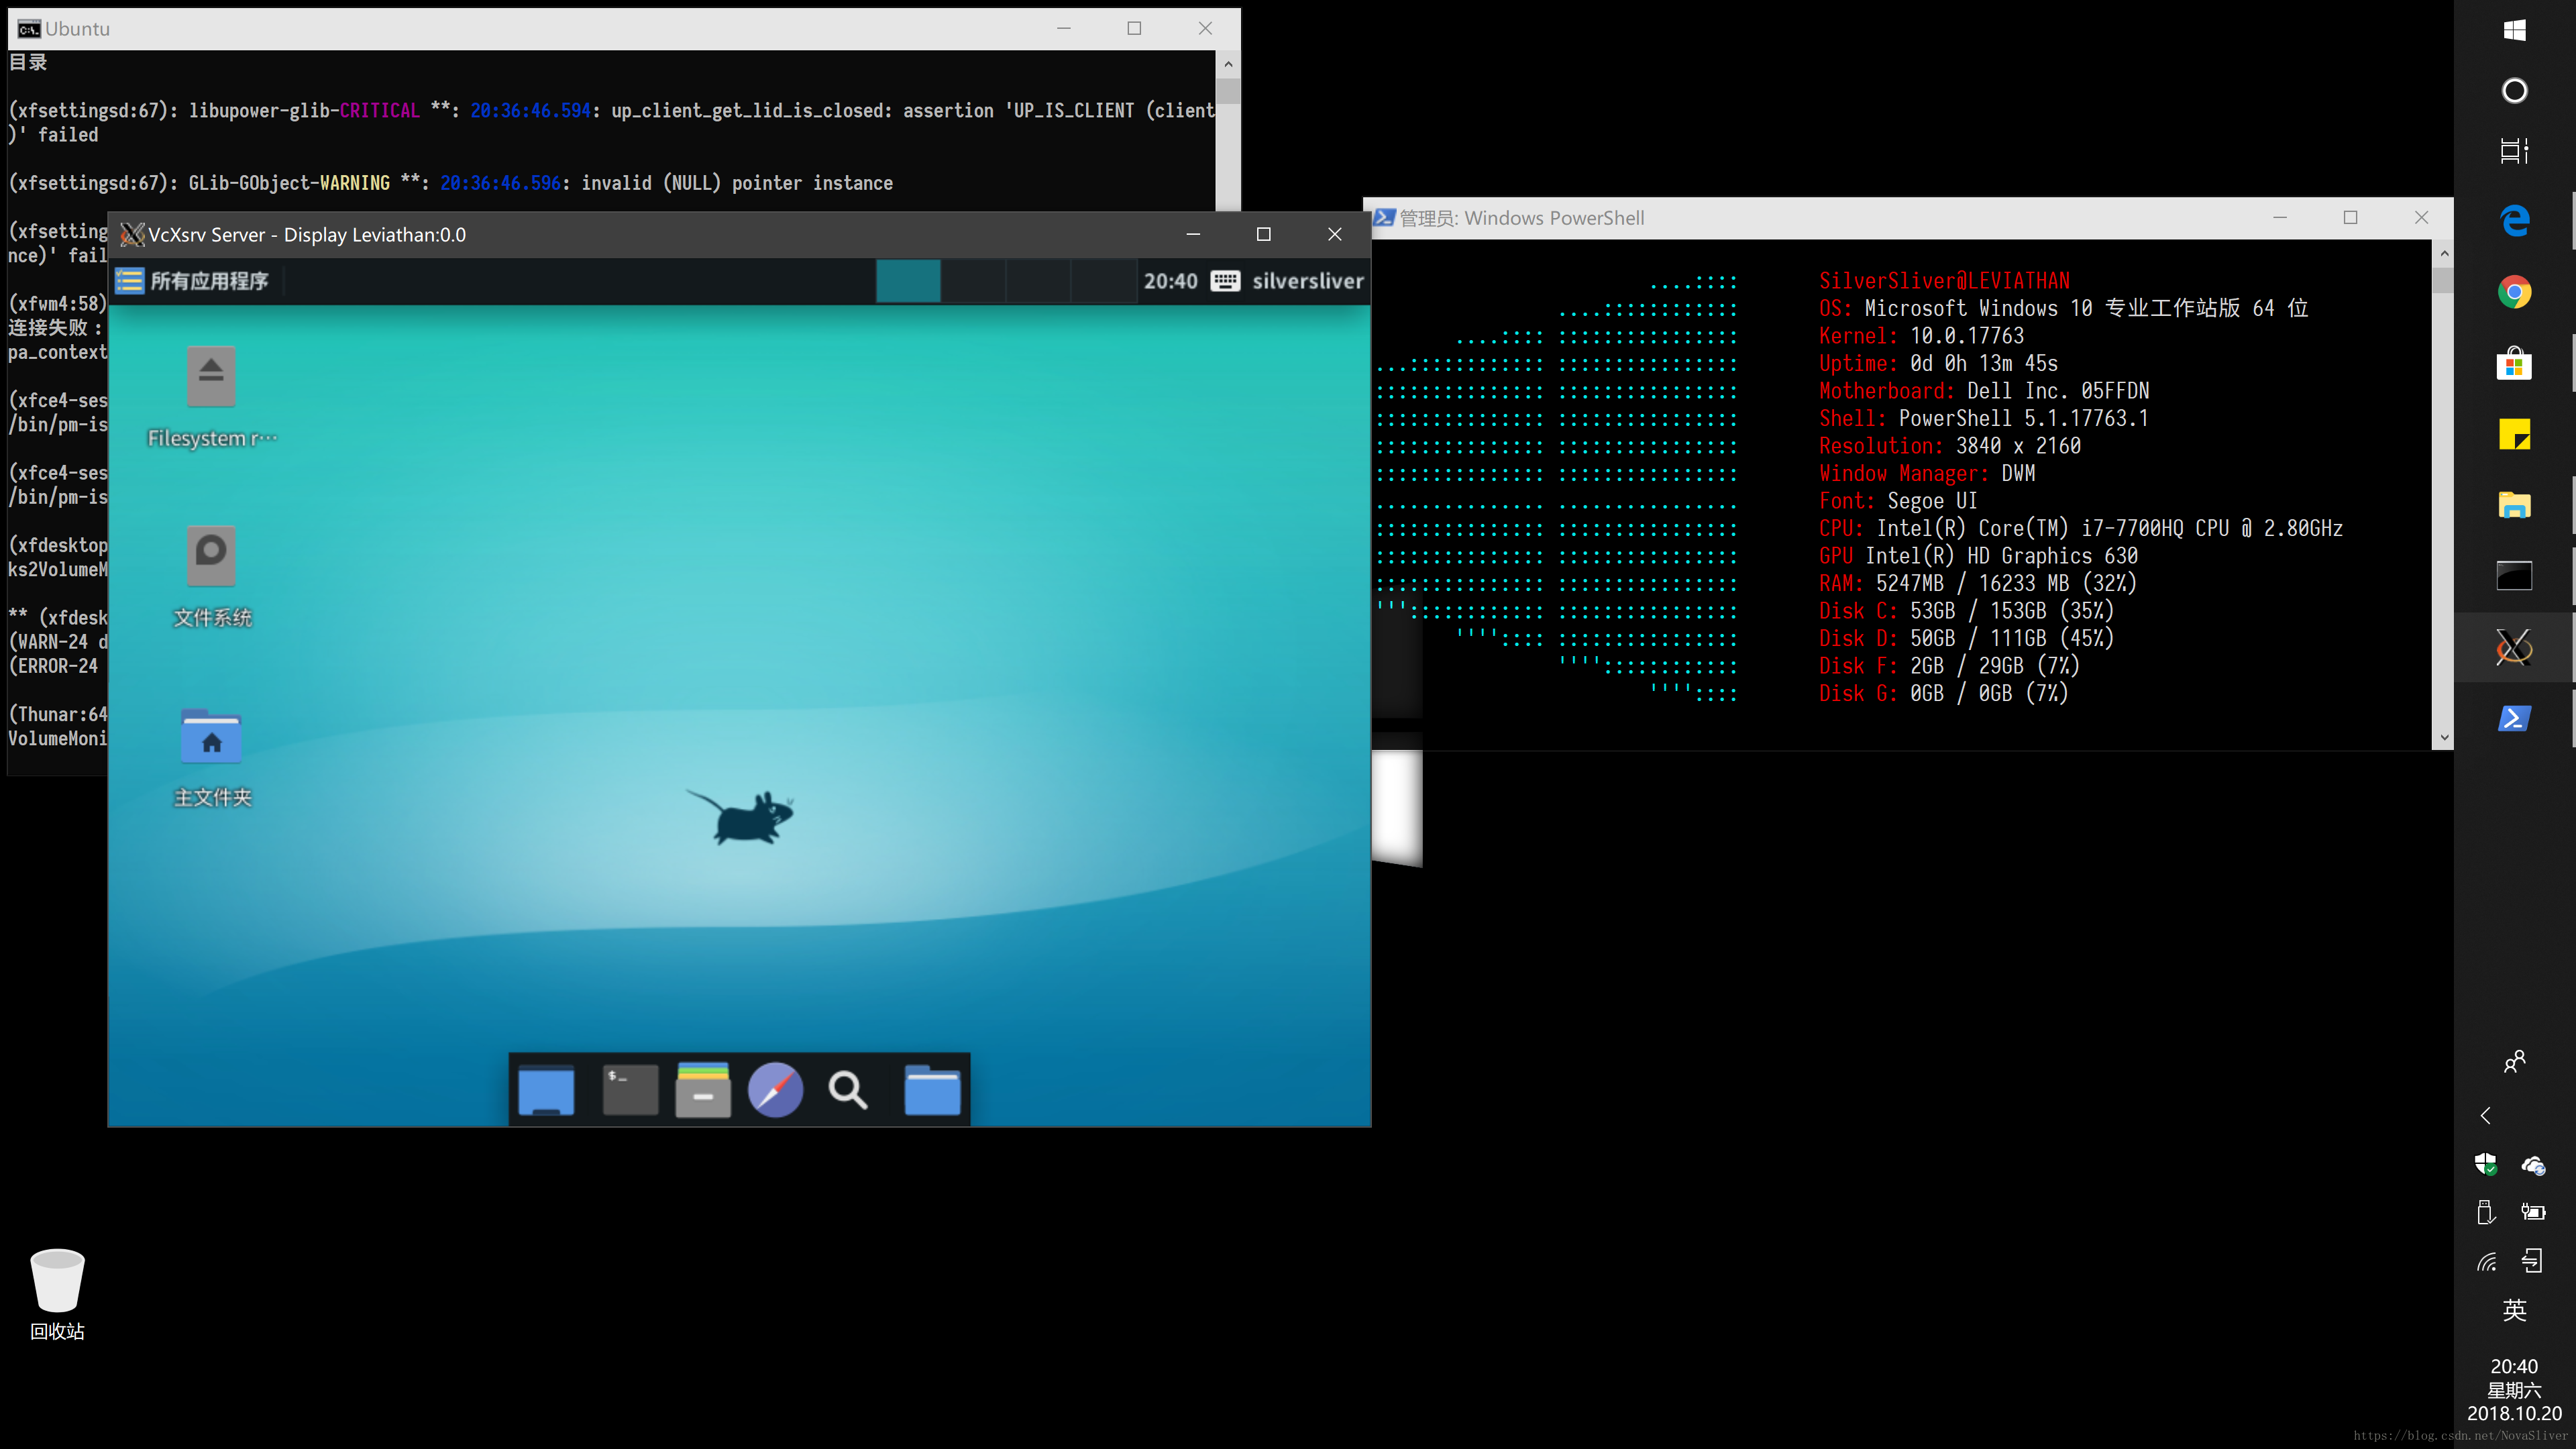 Ubuntu
目录
(xfsettingsd:67): libupower-glib-CRITICAL **: 20:36:46.594: up_client_get_lid_is_closed: assertion 'UP_IS_CLIENT (client
)' failed
(xfsettingsd:67): GLib-GObject-WARNING **: 20:36:46.596: invalid (NULL) pointer instance
(xfsetting
nce)' fail
(xfwm4:58)
连接失败：
pa_context
(xfce4-ses
/bin/pm-is
(xfce4-ses
/bin/pm-is
(xfdesktop
ks2VolumeM
** (xfdesk
(WARN-24 d
(ERROR-24
(Thunar:64
VolumeMoni
VcXsrv Server - Display Leviathan:0.0
所有应用程序
20:40
silversliver
Filesystem r…
文件系统
主文件夹
$_
管理员: Windows PowerShell
SilverSliver@LEVIATHAN
OS: Microsoft Windows 10 专业工作站版 64 位
Kernel: 10.0.17763
Uptime: 0d 0h 13m 45s
Motherboard: Dell Inc. 05FFDN
Shell: PowerShell 5.1.17763.1
Resolution: 3840 x 2160
Window Manager: DWM
Font: Segoe UI
CPU: Intel(R) Core(TM) i7-7700HQ CPU @ 2.80GHz
GPU Intel(R) HD Graphics 630
RAM: 5247MB / 16233 MB (32%)
Disk C: 53GB / 153GB (35%)
Disk D: 50GB / 111GB (45%)
Disk F: 2GB / 29GB (7%)
Disk G: 0GB / 0GB (7%)
回收站
英
20:40
星期六
2018.10.20
https://blog.csdn.net/NovaSliver